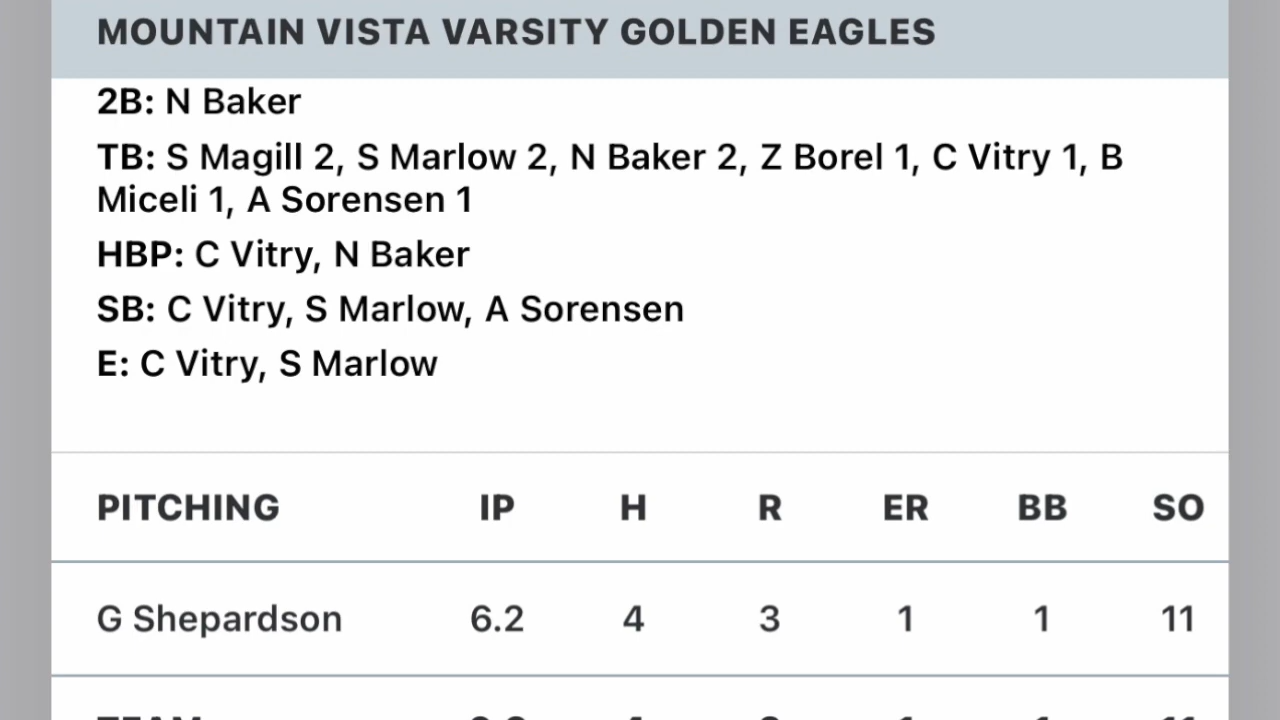 MOUNTAIN VISTA VARSITY GOLDEN EAGLES
2B: N Baker
TB: S Magill 2, S Marlow 2, N Baker 2, Z Borel 1, C Vitry 1, B
Miceli 1, A Sorensen 1
HBP: C Vitry, N Baker
SB: C Vitry, S Marlow, A Sorensen
E: C Vitry, S Marlow
PITCHING IP H R ER BB SO
G Shepardson 6.2 4 3 1 1 11